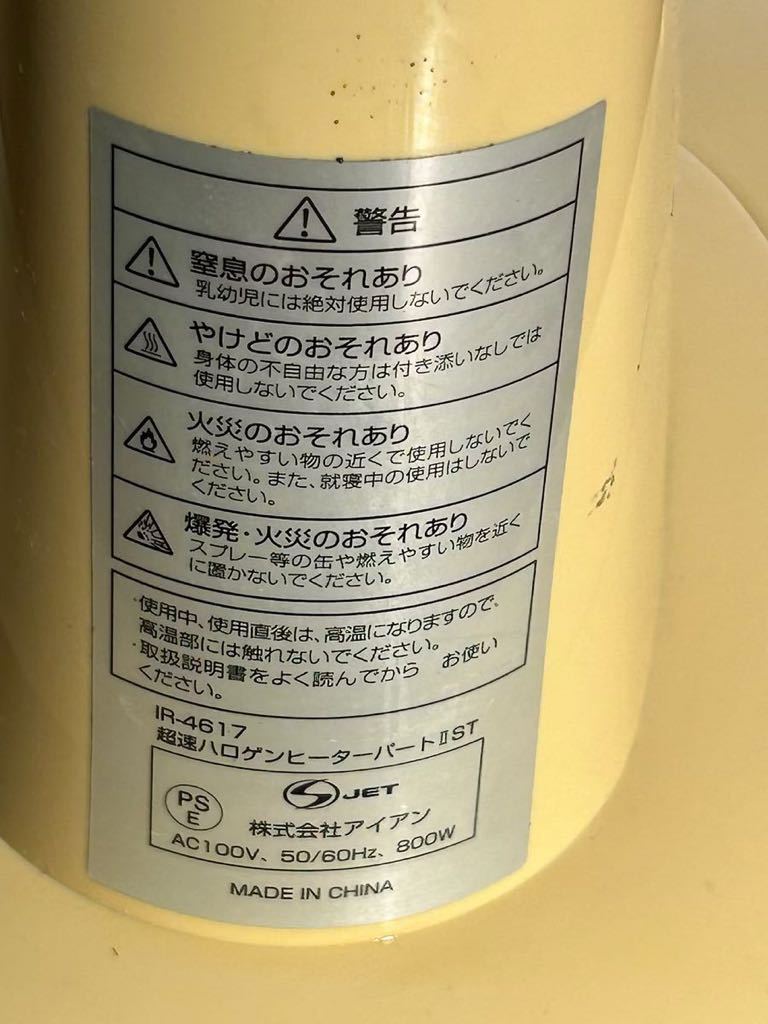 警告
窒息のおそれあり
乳幼児には絶対使用しないでください。
やけどのおそれあり
身体の不自由な方は付き添いなしでは
使用しないでください。
火災のおそれあり
燃えやすい物の近くで使用しないでく
ださい。また、就寝中の使用はしないで
ください。
爆発・火災のおそれあり
スプレー等の缶や燃えやすい物を近く
に置かないでください。
・使用中、使用直後は、高温になりますので、
高温部には触れないでください。
・取扱説明書をよく読んでから お使い
ください。
IR-4617
超速ハロゲンヒーターパートⅡST
PS
E
S JET
株式会社アイアン
AC100V、50/60Hz、800W
MADE IN CHINA